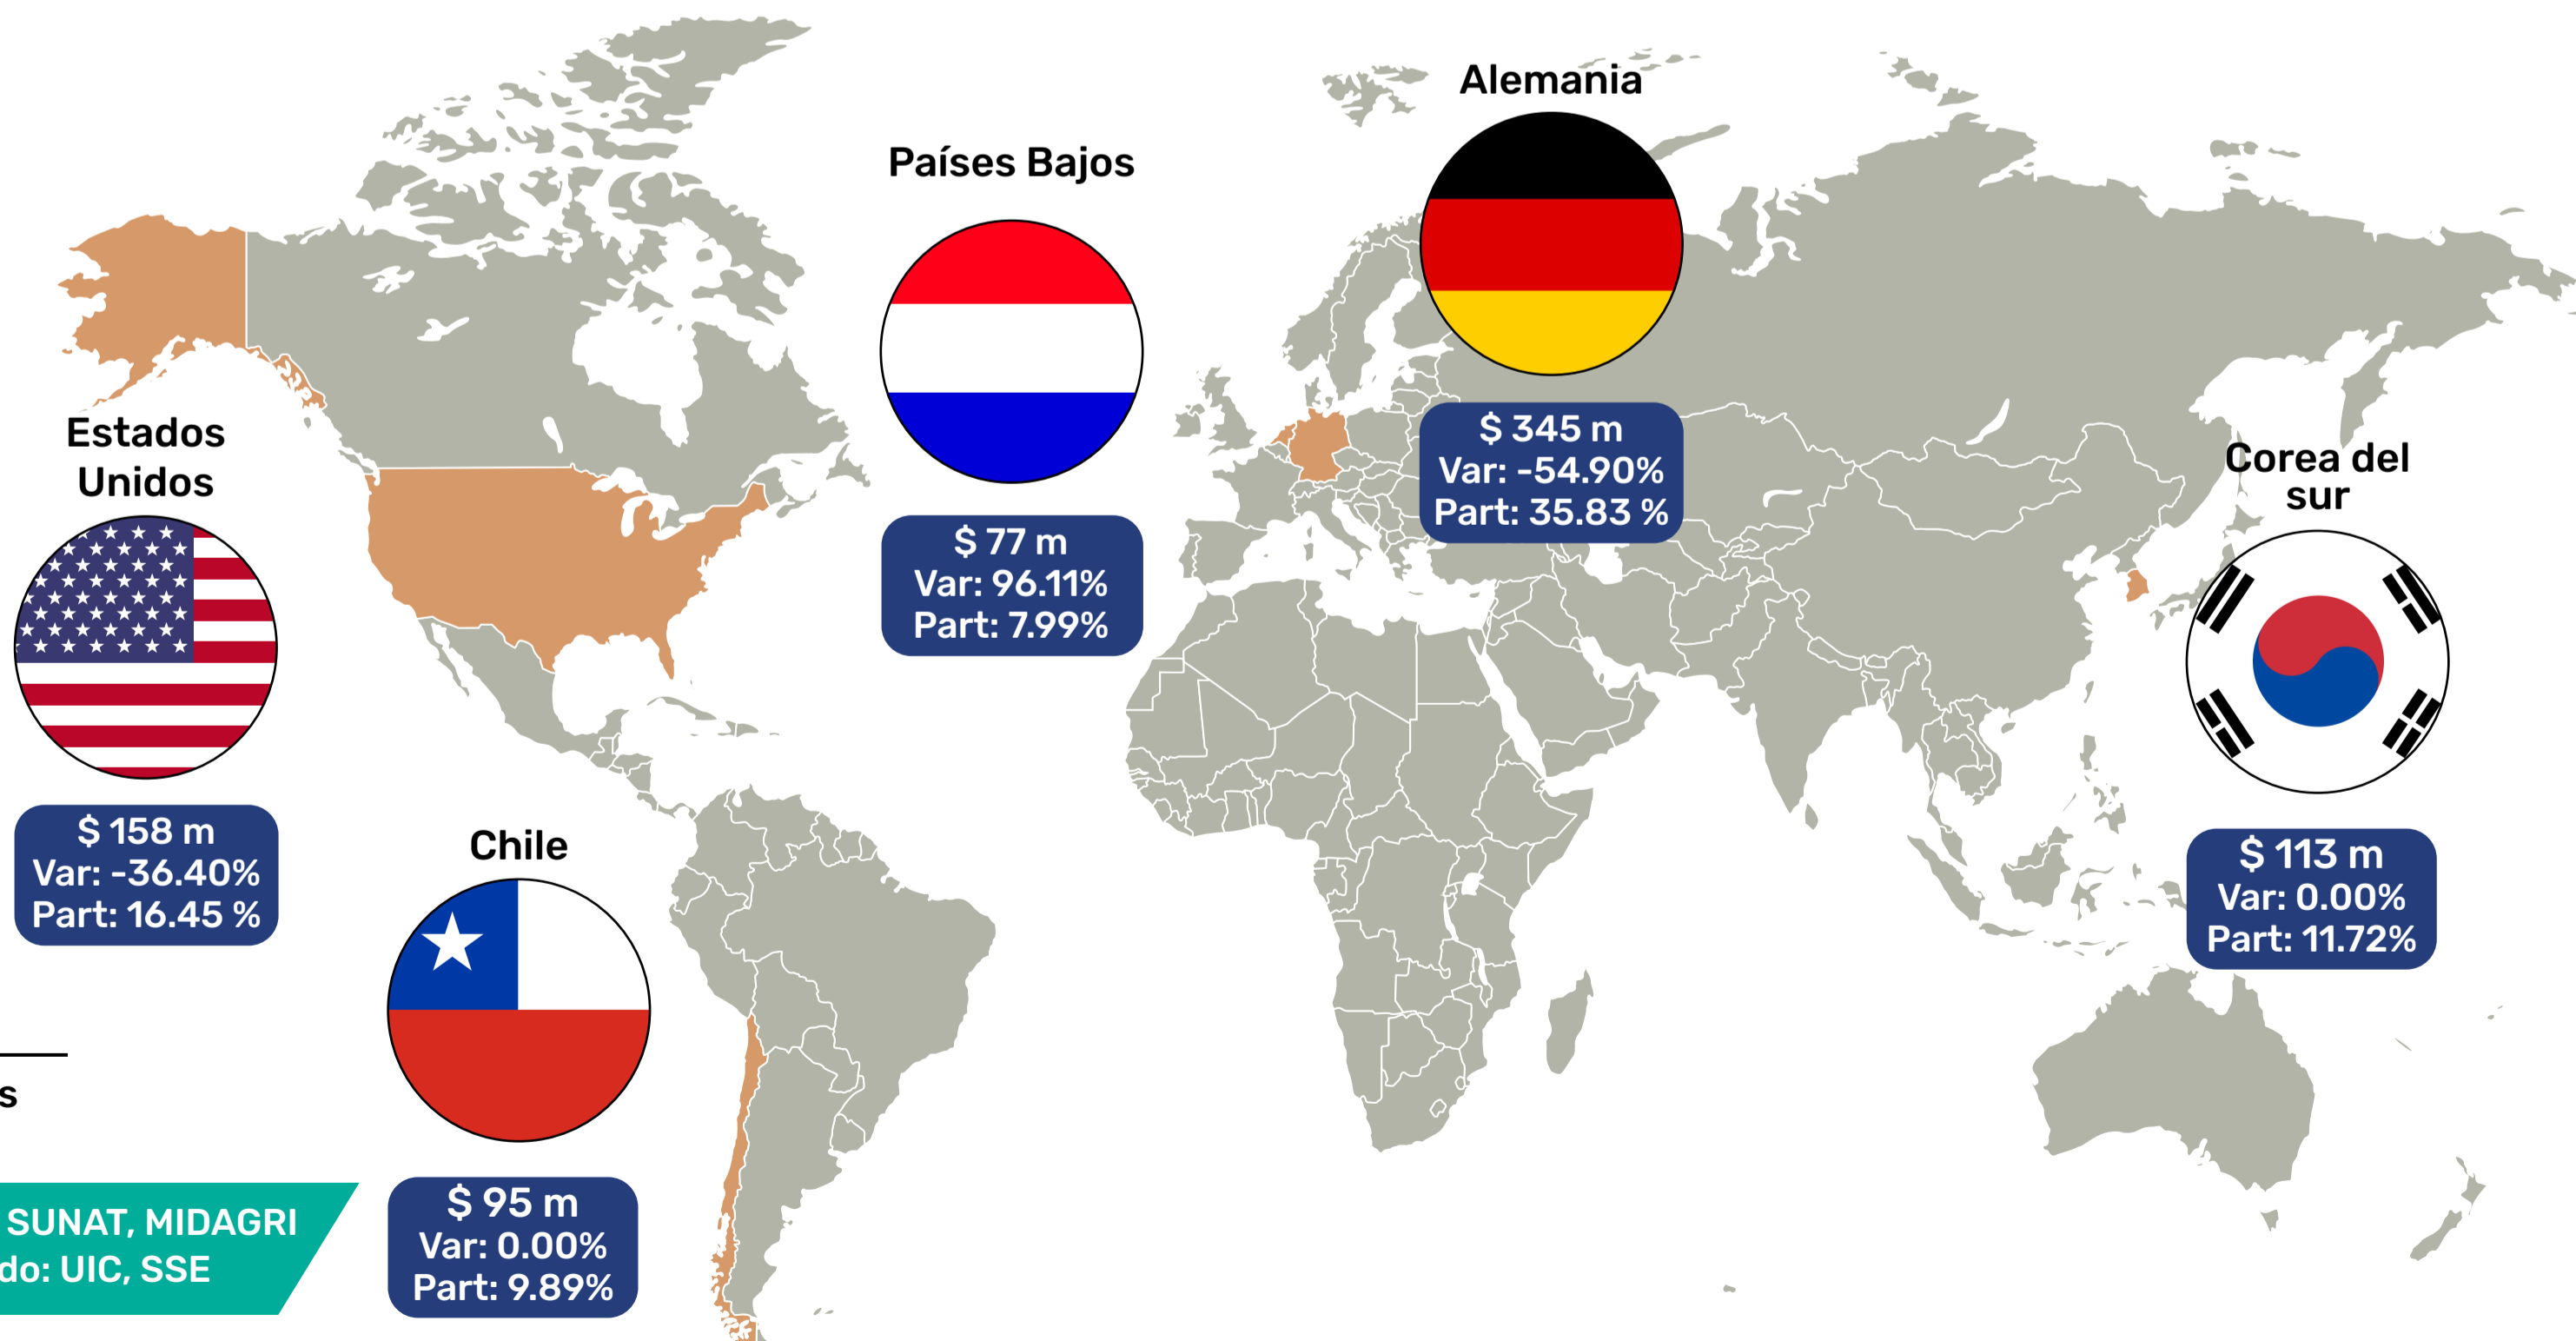 Alemania
$ 345 m
Var: -54.90%
Part: 35.83 %
Países Bajos
$ 77 m
Var: 96.11%
Part: 7.99%
Estados
Unidos
$ 158 m
Var: -36.40%
Part: 16.45 %
Corea del
sur
$ 113 m
Var: 0.00%
Part: 11.72%
Chile
$ 95 m
Var: 0.00%
Part: 9.89%
s
SUNAT, MIDAGRI
do: UIC, SSE